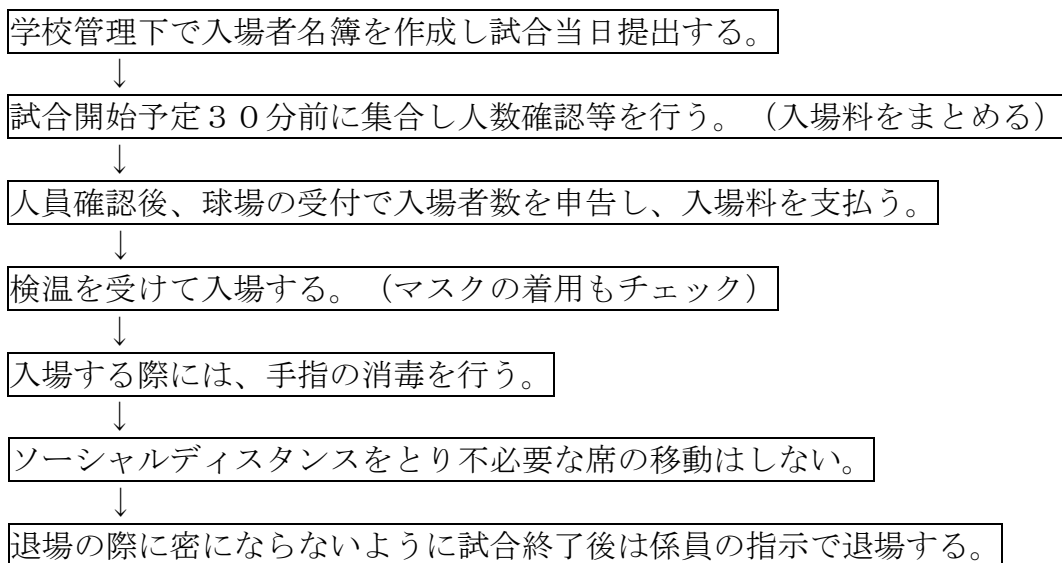 学校管理下で入場者名簿を作成し試合当日提出する。
↓
試合開始予定30分前に集合し人数確認等を行う。（入場料をまとめる）
↓
人員確認後、球場の受付で入場者数を申告し、入場料を支払う。
↓
検温を受けて入場する。（マスクの着用もチェック）
↓
入場する際には、手指の消毒を行う。
↓
ソーシャルディスタンスをとり不必要な席の移動はしない。
↓
退場の際に密にならないように試合終了後は係員の指示で退場する。